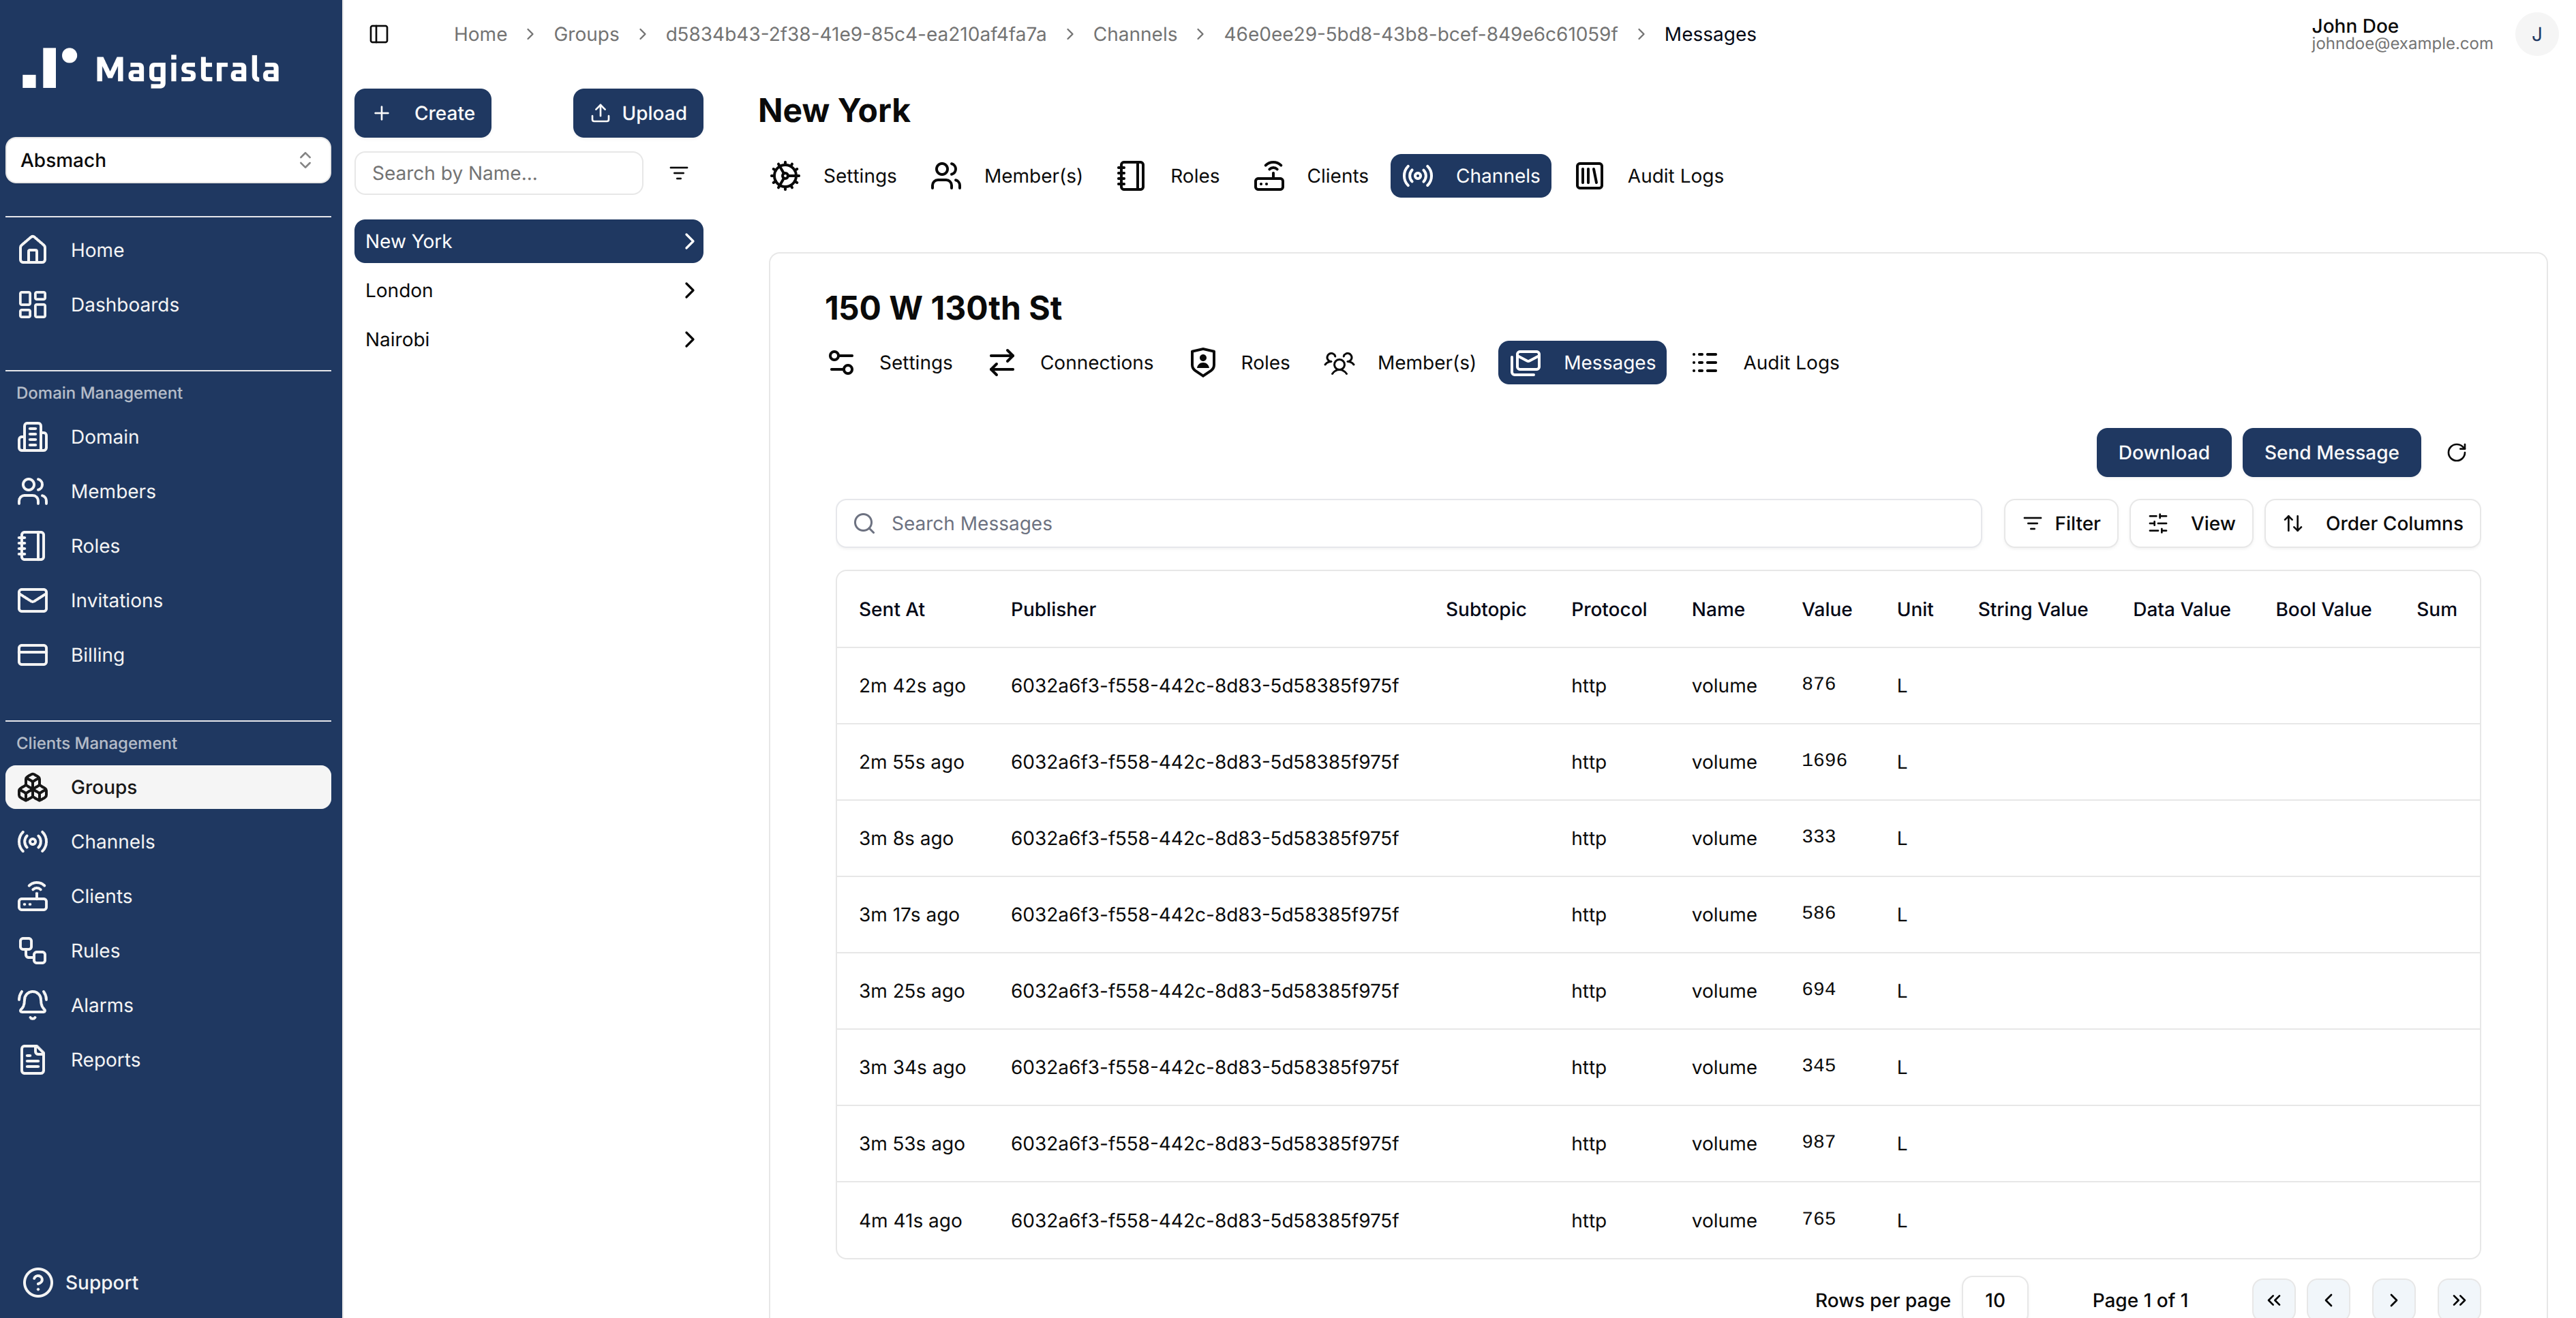 Magistrala
Absmach
Home
Dashboards
Domain Management
Domain
Members
Roles
Invitations
Billing
Clients Management
Groups
Channels
Clients
Rules
Alarms
Reports
Support
Home > Groups > d5834b43-2f38-41e9-85c4-ea210af4fa7a > Channels > 46e0ee29-5bd8-43b8-bcef-849e6c61059f > Messages
John Doe
johndoe@example.com
J
Create Upload
Search by Name...
New York
London
Nairobi
New York
Settings Member(s) Roles Clients Channels Audit Logs
150 W 130th St
Settings Connections Roles Member(s) Messages Audit Logs
Download Send Message
Search Messages Filter View Order Columns
Sent At Publisher Subtopic Protocol Name Value Unit String Value Data Value Bool Value Sum
2m 42s ago 6032a6f3-f558-442c-8d83-5d58385f975f http volume 876 L
2m 55s ago 6032a6f3-f558-442c-8d83-5d58385f975f http volume 1696 L
3m 8s ago 6032a6f3-f558-442c-8d83-5d58385f975f http volume 333 L
3m 17s ago 6032a6f3-f558-442c-8d83-5d58385f975f http volume 586 L
3m 25s ago 6032a6f3-f558-442c-8d83-5d58385f975f http volume 694 L
3m 34s ago 6032a6f3-f558-442c-8d83-5d58385f975f http volume 345 L
3m 53s ago 6032a6f3-f558-442c-8d83-5d58385f975f http volume 987 L
4m 41s ago 6032a6f3-f558-442c-8d83-5d58385f975f http volume 765 L
Rows per page 10 Page 1 of 1